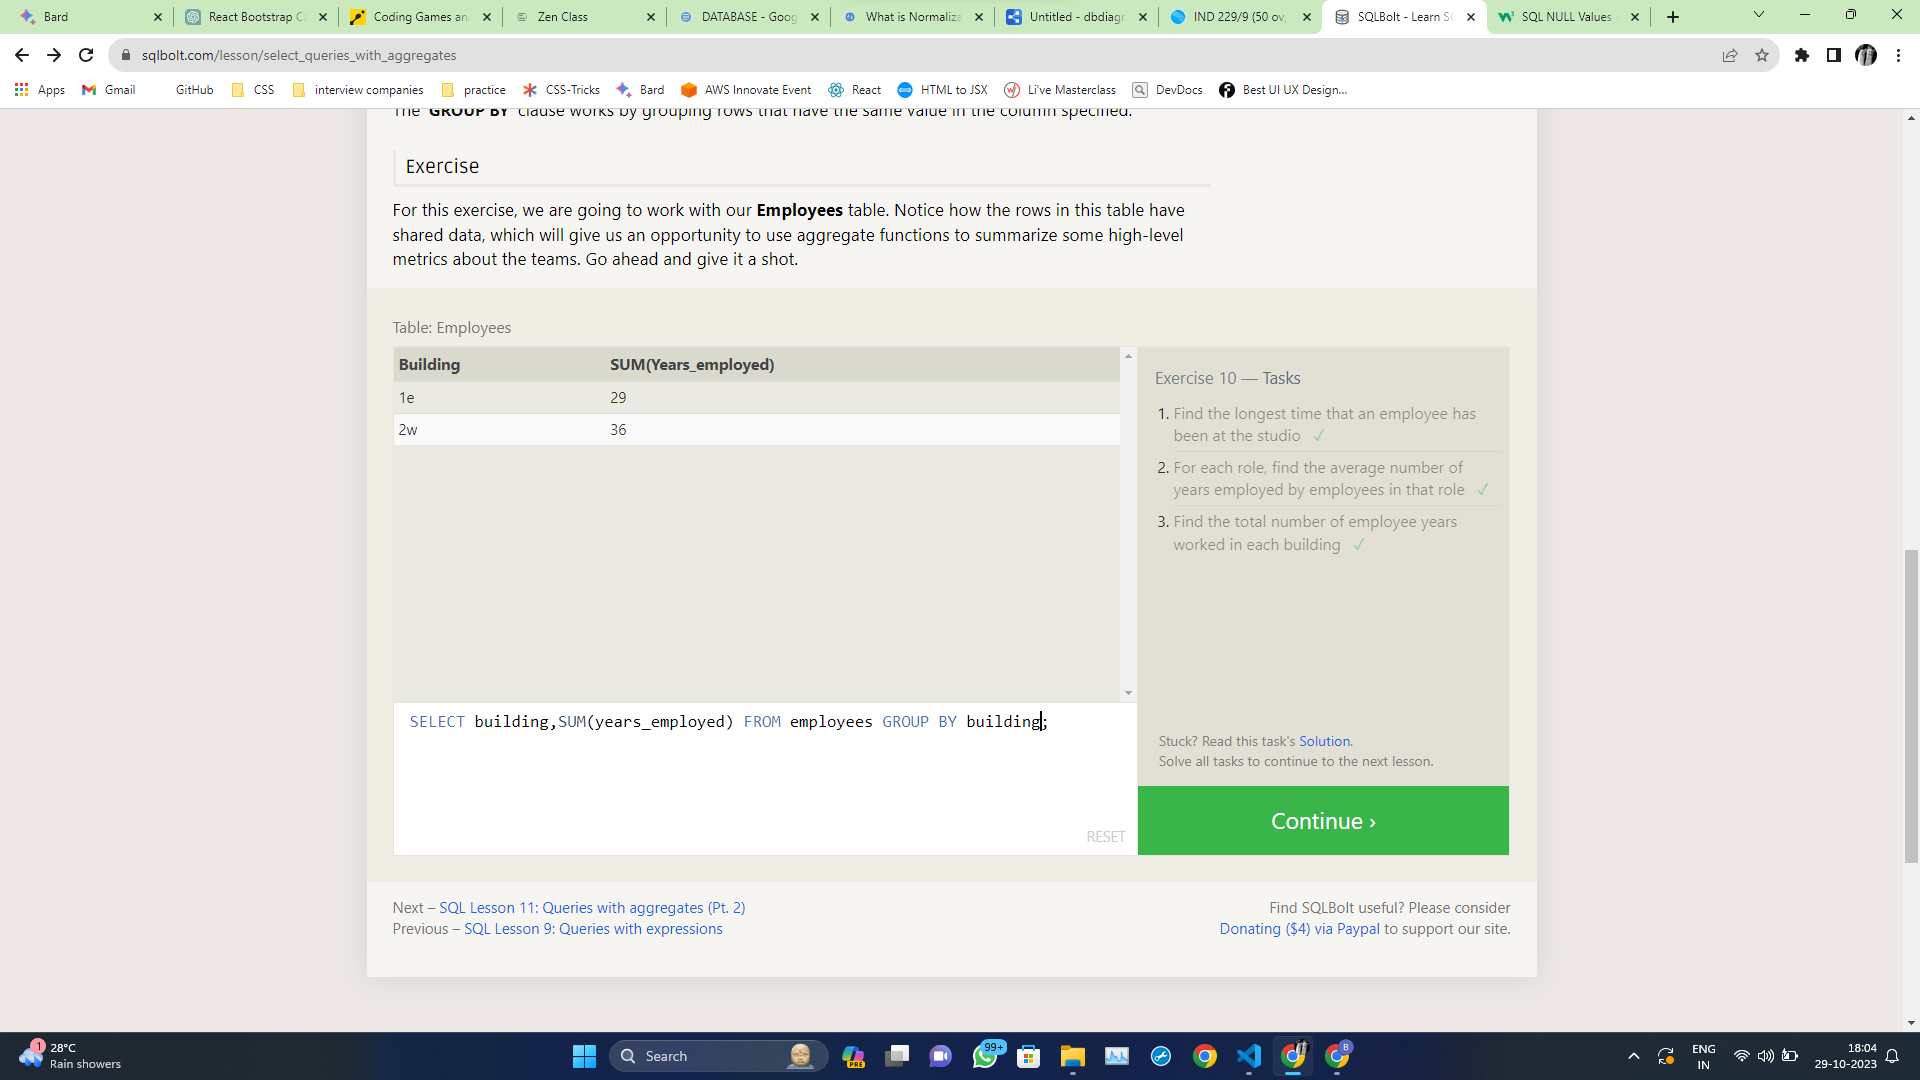 Bard
React Bootstrap C
Coding Games an
Zen Class
DATABASE - Goog
What is Normaliza
Untitled - dbdiagr
IND 229/9 (50 ov,
SQLBolt - Learn S
SQL NULL Values
sqlbolt.com/lesson/select_queries_with_aggregates
Apps
Gmail
GitHub
CSS
interview companies
practice
CSS-Tricks
Bard
AWS Innovate Event
React
HTML to JSX
Li've Masterclass
DevDocs
Best UI UX Design...
The GROUP BY clause works by grouping rows that have the same value in the column specified.
Exercise
For this exercise, we are going to work with our Employees table. Notice how the rows in this table have
shared data, which will give us an opportunity to use aggregate functions to summarize some high-level
metrics about the teams. Go ahead and give it a shot.
Table: Employees
Building SUM(Years_employed)
1e 29
2w 36
Exercise 10 — Tasks
1. Find the longest time that an employee has
been at the studio ✓
2. For each role, find the average number of
years employed by employees in that role ✓
3. Find the total number of employee years
worked in each building ✓
SELECT building,SUM(years_employed) FROM employees GROUP BY building;
RESET
Stuck? Read this task's Solution.
Solve all tasks to continue to the next lesson.
Continue ›
Next – SQL Lesson 11: Queries with aggregates (Pt. 2)
Previous – SQL Lesson 9: Queries with expressions
Find SQLBolt useful? Please consider
Donating ($4) via Paypal to support our site.
1
28°C
Rain showers
Search
PRE
99+
B
ENG
IN
18:04
29-10-2023